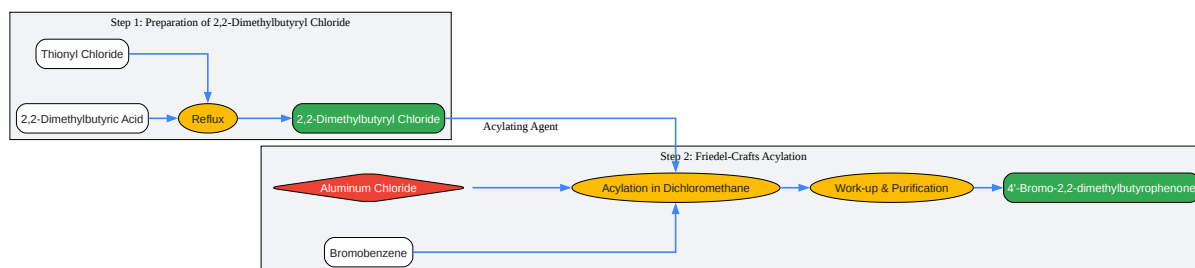 Step 1: Preparation of 2,2-Dimethylbutyryl Chloride
Thionyl Chloride
2,2-Dimethylbutyric Acid
Reflux
2,2-Dimethylbutyryl Chloride
Acylating Agent
Step 2: Friedel-Crafts Acylation
Aluminum Chloride
Acylation in Dichloromethane
Work-up & Purification
4'-Bromo-2,2-dimethylbutyrophenone
Bromobenzene